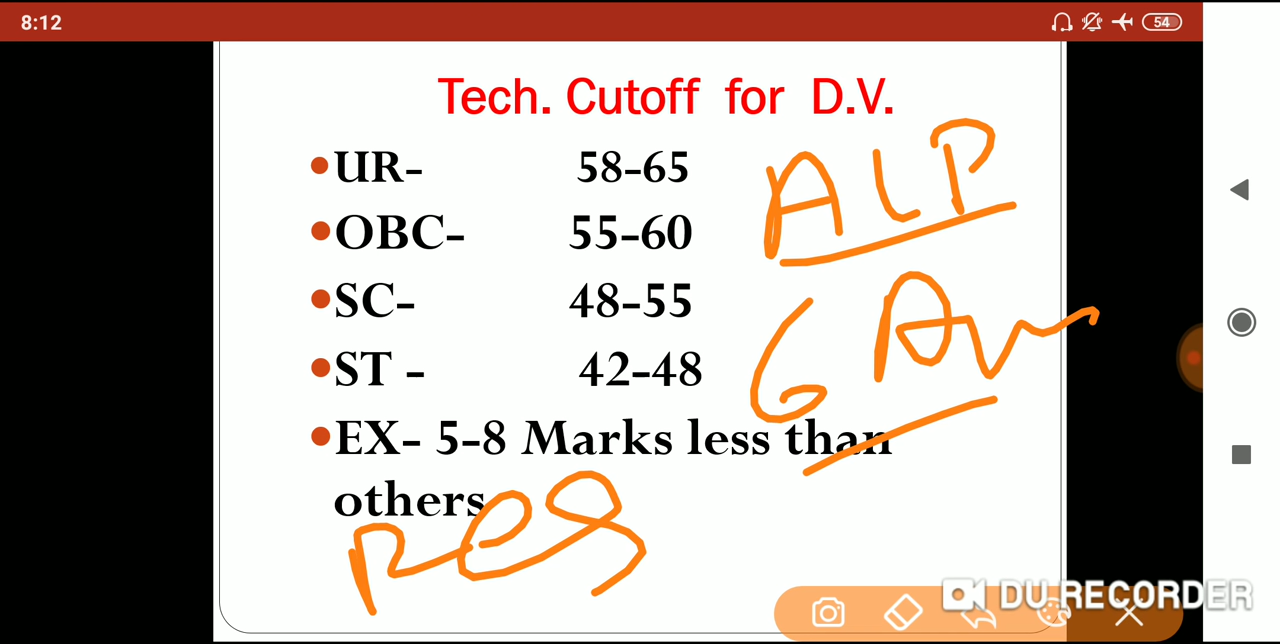 8:12
54
Tech. Cutoff for D.V.
UR- 58-65
OBC- 55-60
SC- 48-55
ST - 42-48
EX- 5-8 Marks less than
others
ALP
6
Res
DU RECORDER